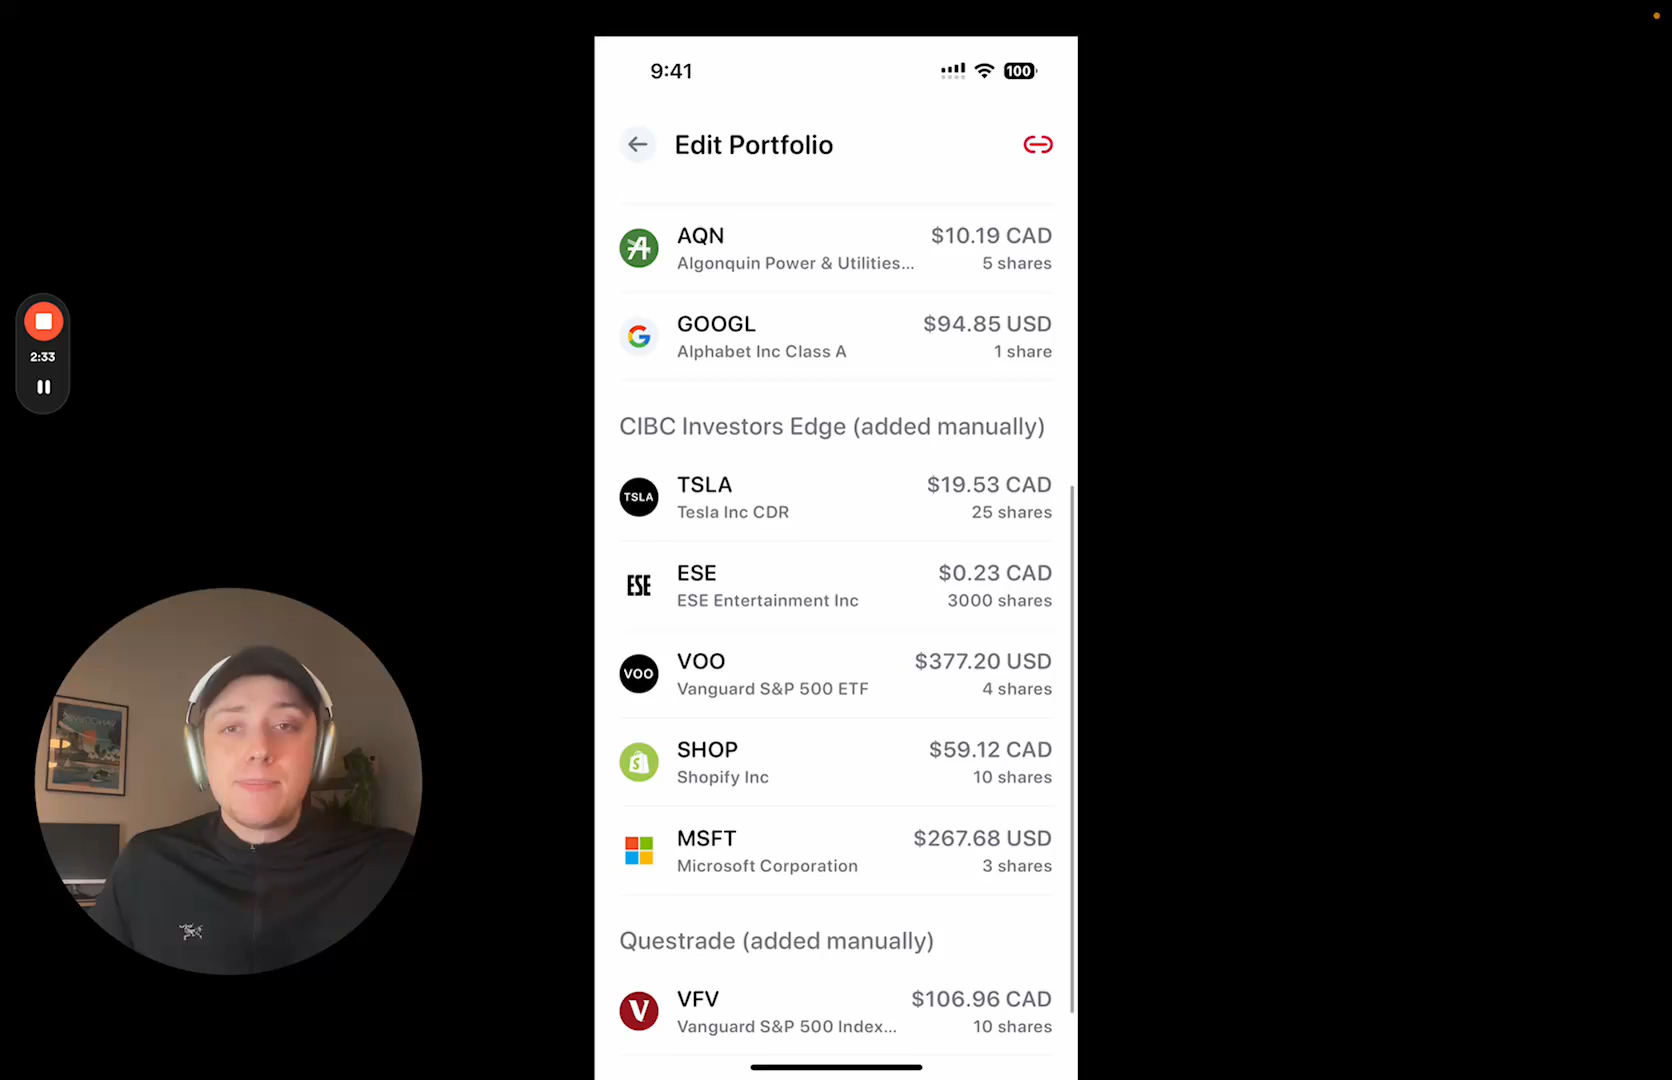 9:41
100
Edit Portfolio
AQN
$10.19 CAD
Algonquin Power & Utilities...
5 shares
GOOGL
$94.85 USD
Alphabet Inc Class A
1 share
CIBC Investors Edge (added manually)
TSLA
TSLA
$19.53 CAD
Tesla Inc CDR
25 shares
ESE
ESE
$0.23 CAD
ESE Entertainment Inc
3000 shares
VOO
VOO
$377.20 USD
Vanguard S&P 500 ETF
4 shares
SHOP
$59.12 CAD
Shopify Inc
10 shares
MSFT
$267.68 USD
Microsoft Corporation
3 shares
Questrade (added manually)
VFV
$106.96 CAD
Vanguard S&P 500 Index...
10 shares
2:33